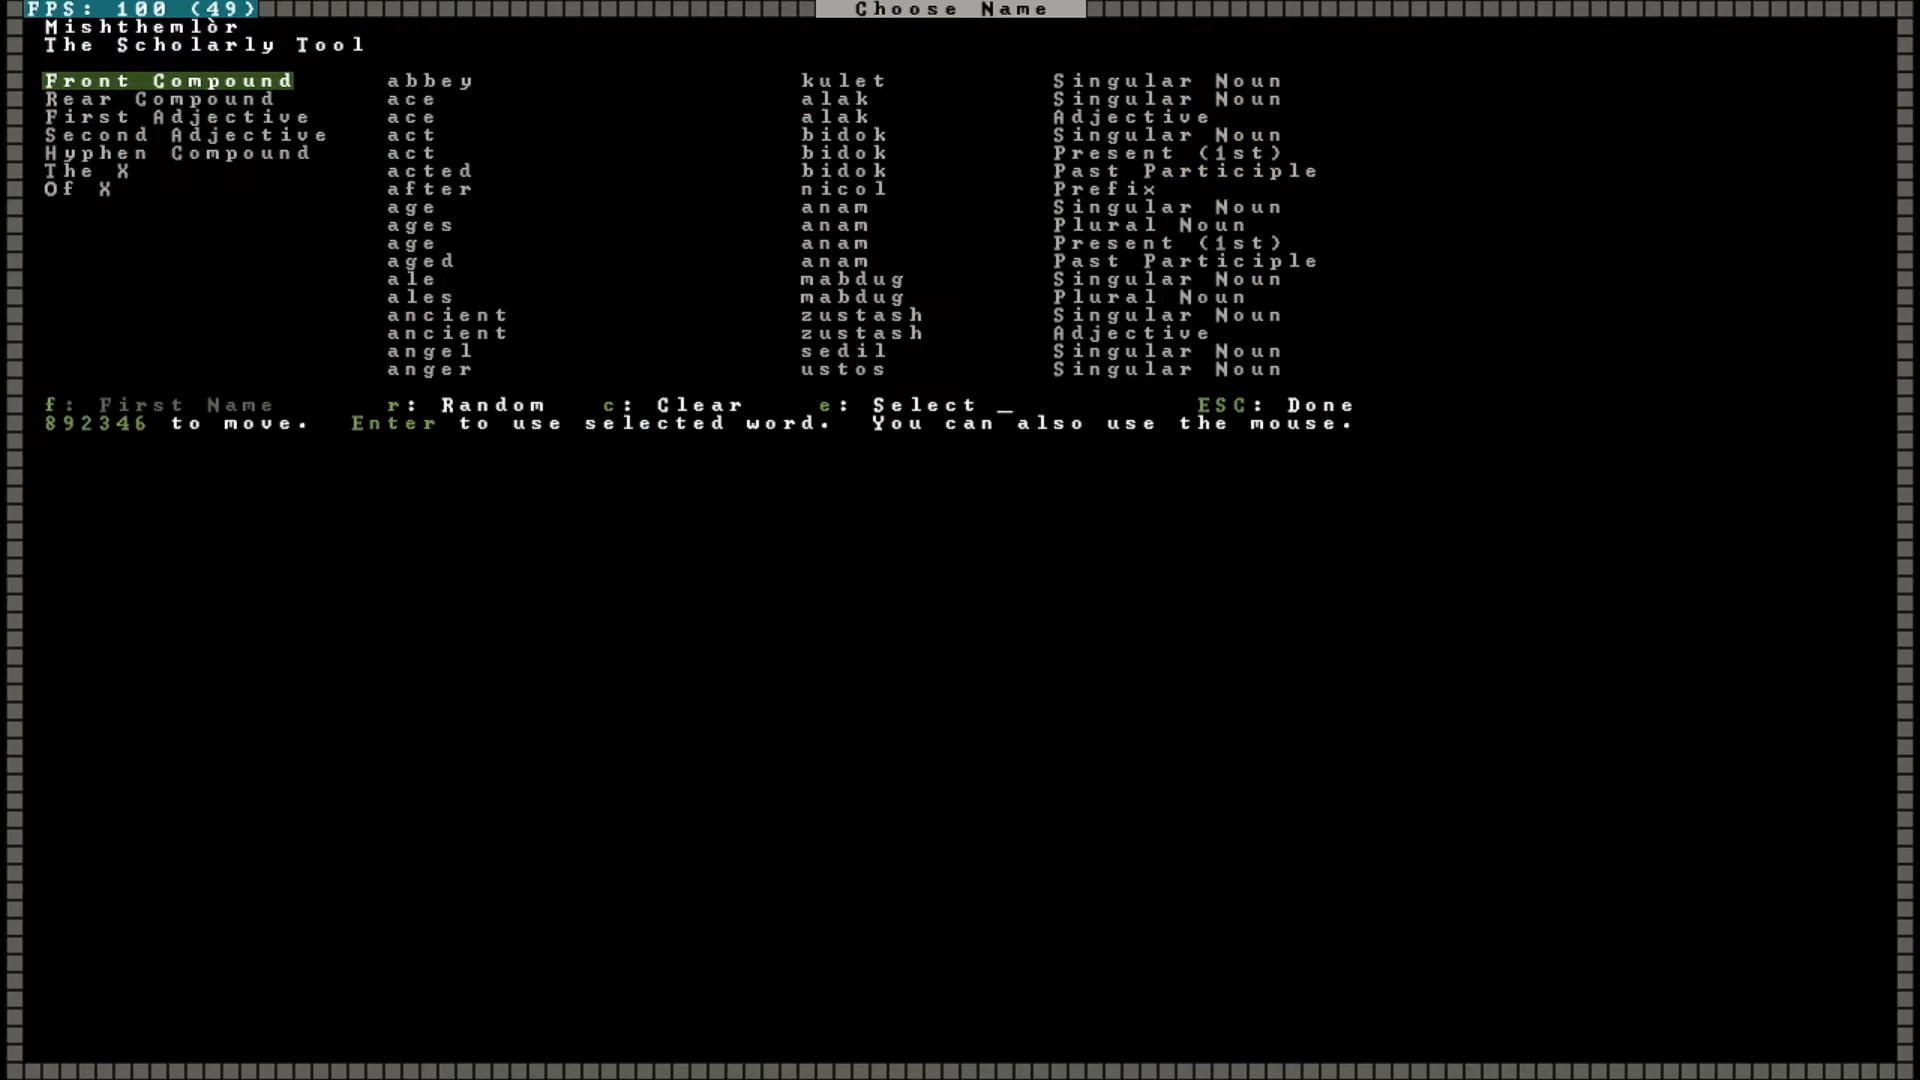 FPS: 100 (49) Choose Name
Mishthemlòr
The Scholarly Tool
Front Compound abbey kulet Singular Noun
Rear Compound ace alak Singular Noun
First Adjective ace alak Adjective
Second Adjective act bidok Singular Noun
Hyphen Compound act bidok Present (1st)
The X acted bidok Past Participle
Of X after nicol Prefix
age anam Singular Noun
ages anam Plural Noun
age anam Present (1st)
aged anam Past Participle
ale mabdug Singular Noun
ales mabdug Plural Noun
ancient zustash Singular Noun
ancient zustash Adjective
angel sedil Singular Noun
anger ustos Singular Noun
f: First Name r: Random c: Clear e: Select _ ESC: Done
892346 to move. Enter to use selected word. You can also use the mouse.